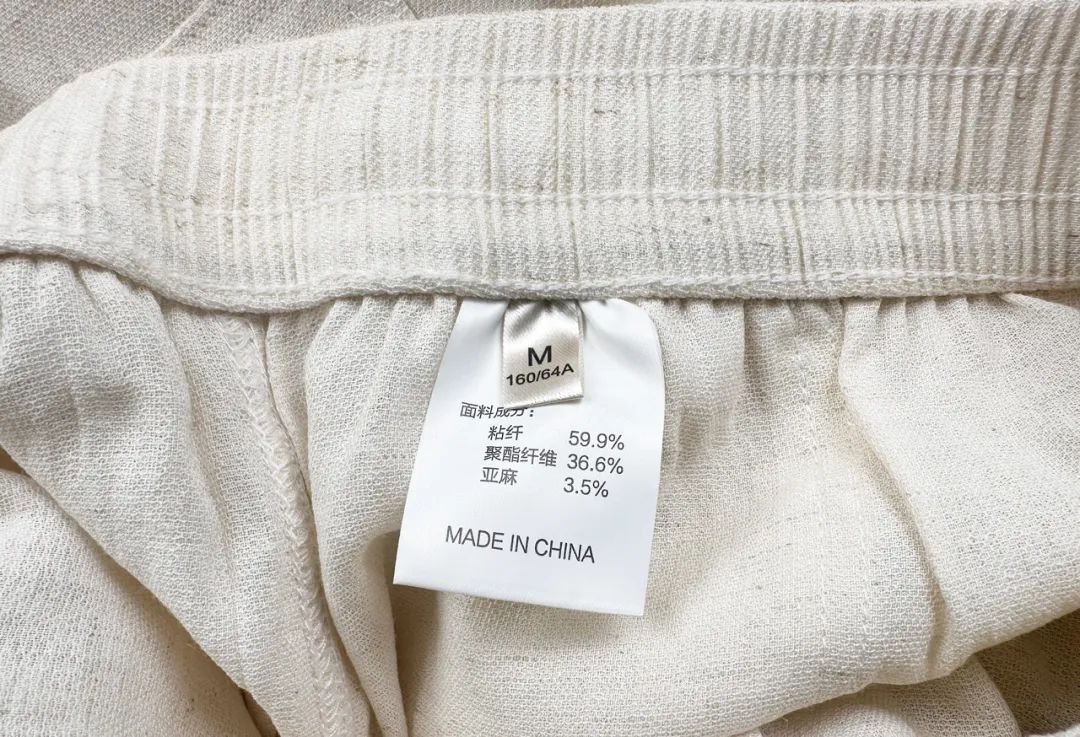 M
160/64A
面料成分：
粘纤 59.9%
聚酯纤维 36.6%
亚麻 3.5%
MADE IN CHINA